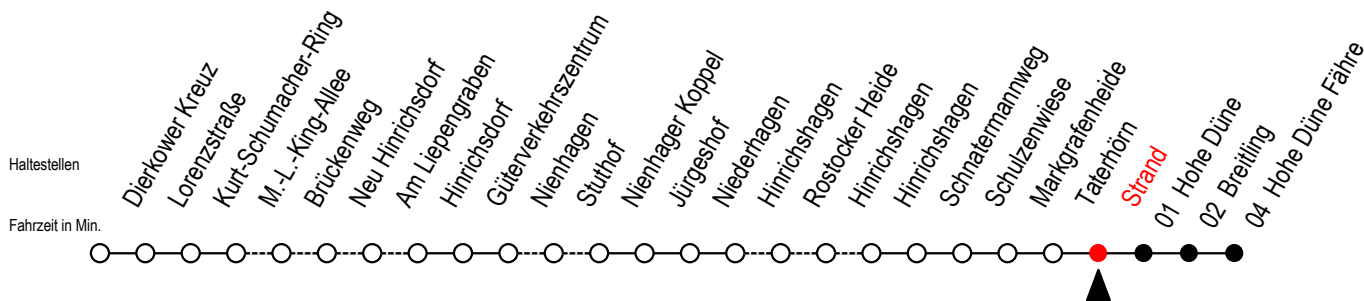 Haltestellen
Fahrzeit in Min.
Dierkower Kreuz
Lorenzstraße
Kurt-Schumacher-Ring
M.-L.-King-Allee
Brückenweg
Neu Hinrichsdorf
Am Liepengraben
Hinrichsdorf
Güterverkehrszentrum
Nienhagen
Stuthof
Nienhager Koppel
Jürgeshof
Niederhagen
Hinrichshagen
Rostocker Heide
Hinrichshagen
Hinrichshagen
Schnatermannweg
Schulzenwiese
Markgrafenheide
Taterhörn
Strand
01 Hohe Düne
02 Breitling
04 Hohe Düne Fähre